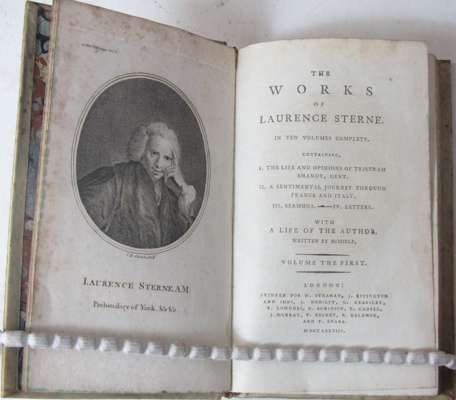 LAURENCE STERNE AM
Prebendary of York &c &c
THE
WORKS
OF
LAURENCE STERNE.
IN TEN VOLUMES COMPLETE.
CONTAINING,
I. THE LIFE AND OPINIONS OF TRISTRAM
SHANDY, GENT.
II. A SENTIMENTAL JOURNEY THROUGH
FRANCE AND ITALY.
III. SERMONS.—IV. LETTERS.
WITH
A LIFE OF THE AUTHOR,
WRITTEN BY HIMSELF.
VOLUME THE FIRST.
LONDON:
PRINTED FOR W. STRAHAN, J. RIVINGTON
AND SONS, J. DODSLEY, G. KEARSLEY,
T. LOWNDES, G. ROBINSON, T. CADELL,
J. MURRAY, T. BECKET, R. BALDWIN,
AND T. EVANS.